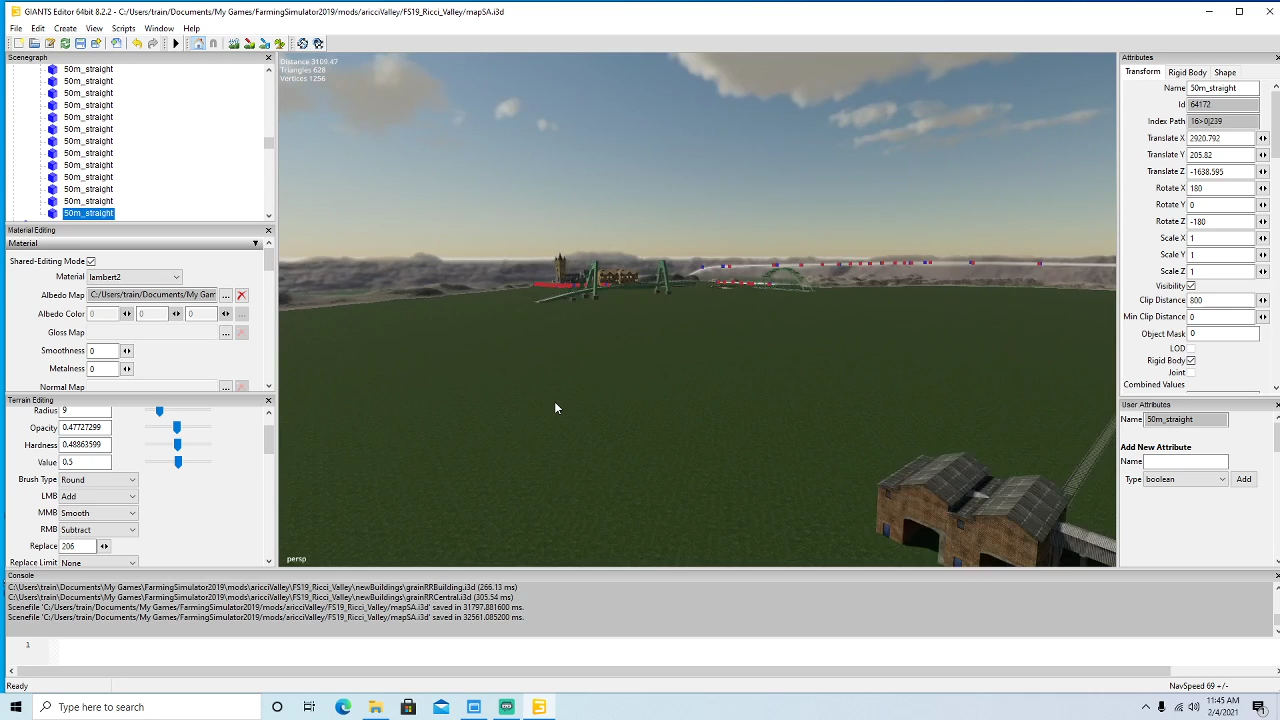 GIANTS Editor 64bit 8.2.2 - C:/Users/train/Documents/My Games/FarmingSimulator2019/mods/aricciValley/FS19_Ricci_Valley/mapSA.i3d
File Edit Create View Scripts Window Help
Scenegraph
50m_straight
50m_straight
50m_straight
50m_straight
50m_straight
50m_straight
50m_straight
50m_straight
50m_straight
50m_straight
50m_straight
50m_straight
50m_straight
Material Editing
Material
Shared-Editing Mode
Material lambert2
Albedo Map C:/Users/train/Documents/My Gam ...
Albedo Color 0 0 0 ...
Gloss Map ...
Smoothness 0
Metalness 0
Normal Map ...
Terrain Editing
Radius 9
Opacity 0.47727299
Hardness 0.48863599
Value 0.5
Brush Type Round
LMB Add
MMB Smooth
RMB Subtract
Replace 206
Replace Limit None
Distance 3109.47
Triangles 628
Vertices 1256
persp
Attributes
Transform Rigid Body Shape
Name 50m_straight
Id 64172
Index Path 16>0|239
Translate X 2920.792
Translate Y 205.82
Translate Z -1638.595
Rotate X 180
Rotate Y 0
Rotate Z -180
Scale X 1
Scale Y 1
Scale Z 1
Visibility
Clip Distance 800
Min Clip Distance 0
Object Mask 0
LOD
Rigid Body
Joint
Combined Values
User Attributes
Name 50m_straight
Add New Attribute
Name
Type boolean Add
Console
C:\Users\train\Documents\My Games\FarmingSimulator2019\mods\aricciValley\FS19_Ricci_Valley\newBuildings\grainRRBuilding.i3d (266.13 ms)
C:\Users\train\Documents\My Games\FarmingSimulator2019\mods\aricciValley\FS19_Ricci_Valley\newBuildings\grainRRCentral.i3d (305.54 ms)
Scenefile 'C:/Users/train/Documents/My Games/FarmingSimulator2019/mods/aricciValley/FS19_Ricci_Valley/mapSA.i3d' saved in 31797.881600 ms.
Scenefile 'C:/Users/train/Documents/My Games/FarmingSimulator2019/mods/aricciValley/FS19_Ricci_Valley/mapSA.i3d' saved in 32561.085200 ms.
1
Ready
NavSpeed 69 +/-
Type here to search
11:45 AM
2/4/2021